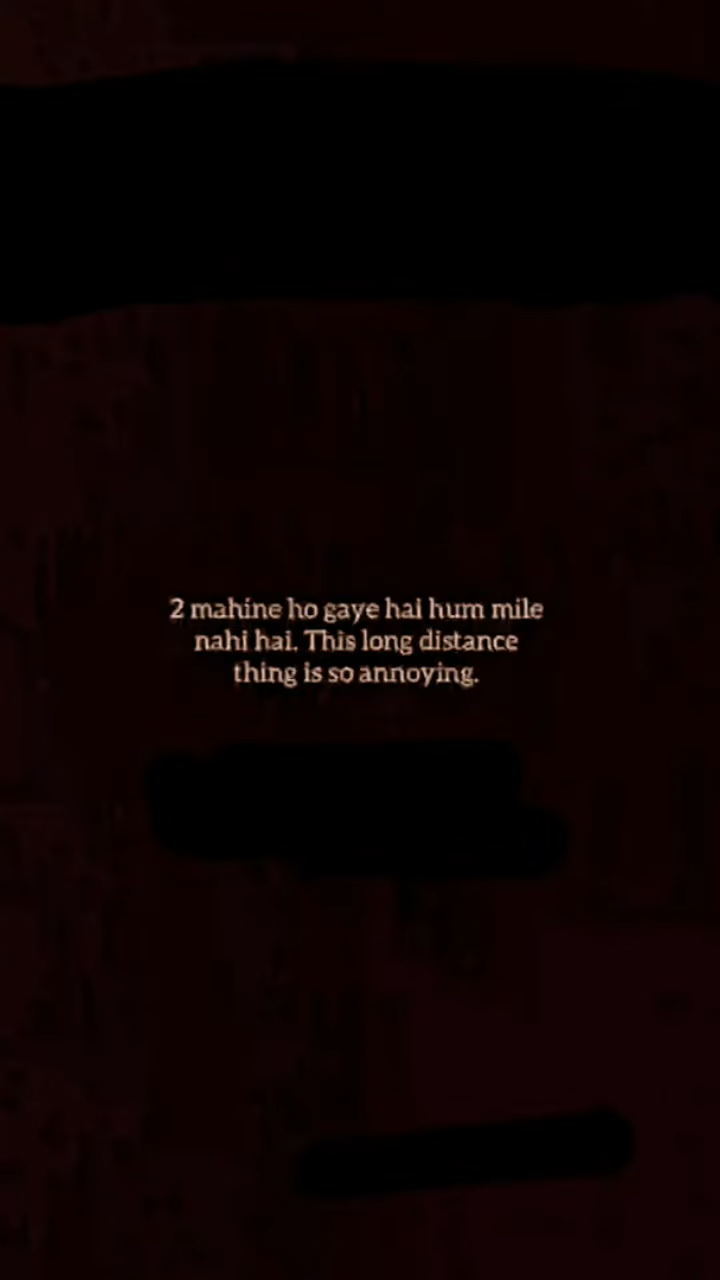 2 mahine ho gaye hai hum mile
nahi hai. This long distance
thing is so annoying.